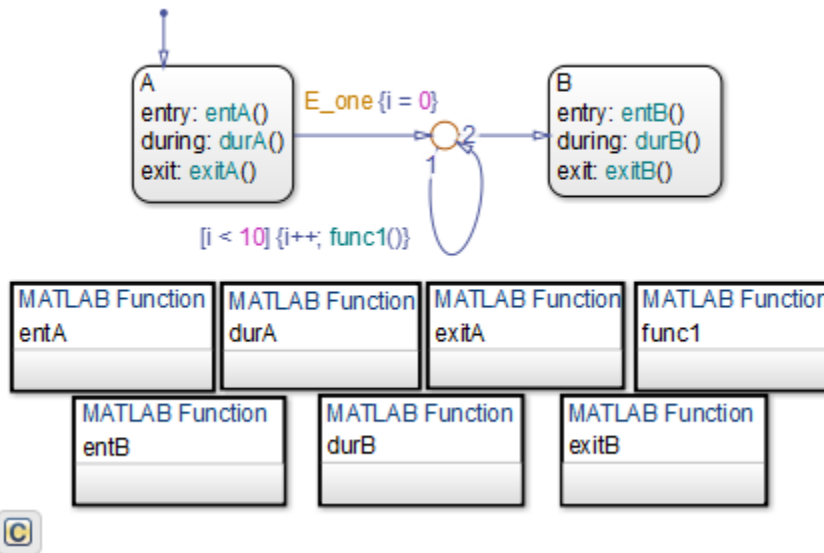 A
entry: entA()
during: durA()
exit: exitA()
E_one {i = 0}
2
1
B
entry: entB()
during: durB()
exit: exitB()
[i < 10] {i++; func1()}
MATLAB Function
entA
MATLAB Function
durA
MATLAB Function
exitA
MATLAB Function
func1
MATLAB Function
entB
MATLAB Function
durB
MATLAB Function
exitB
C